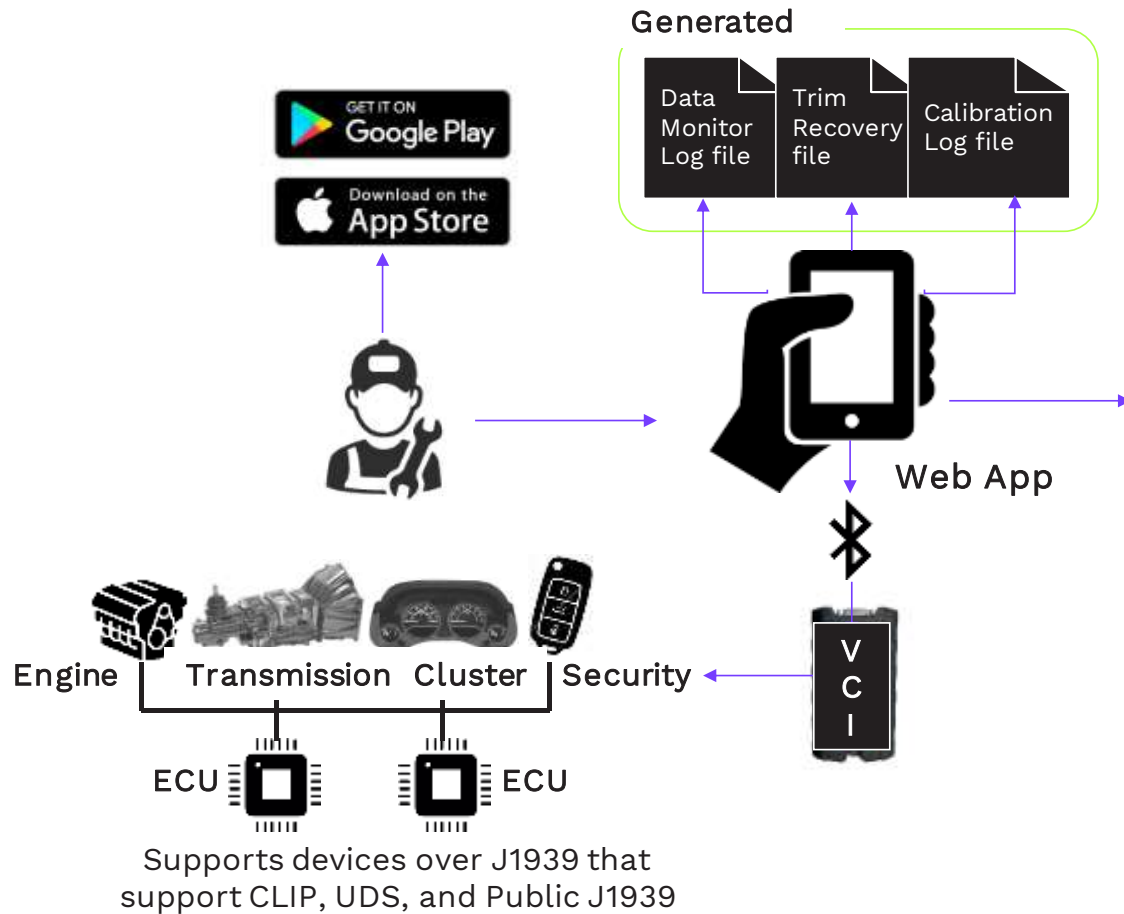 Generated
Data
Monitor
Log file
Trim
Recovery
file
Calibration
Log file
GET IT ON
Google Play
Download on the
App Store
Web App
V
C
I
Engine
Transmission
Cluster
Security
ECU
ECU
Supports devices over J1939 that
support CLIP, UDS, and Public J1939